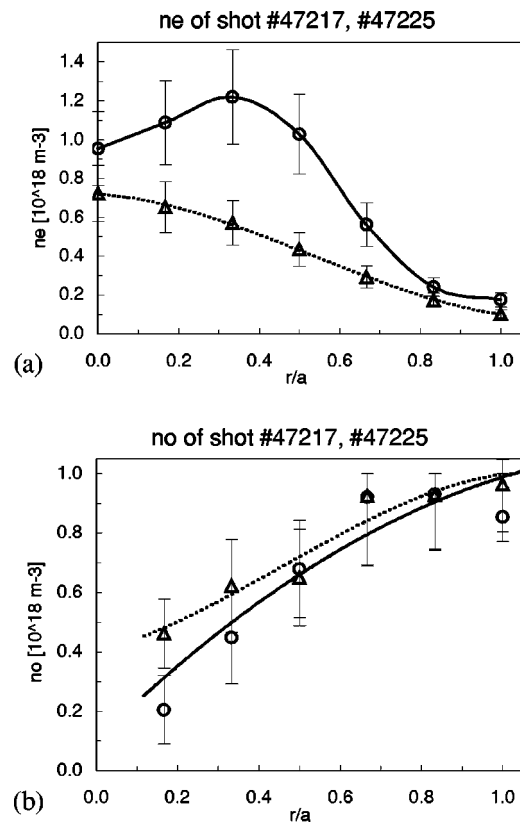 ne of shot #47217, #47225
ne [10^18 m-3]
1.4
1.2
1.0
0.8
0.6
0.4
0.2
0.0
0.0 0.2 0.4 0.6 0.8 1.0
r/a
(a)
no of shot #47217, #47225
no [10^18 m-3]
1.0
0.8
0.6
0.4
0.2
0.0
0.0 0.2 0.4 0.6 0.8 1.0
r/a
(b)